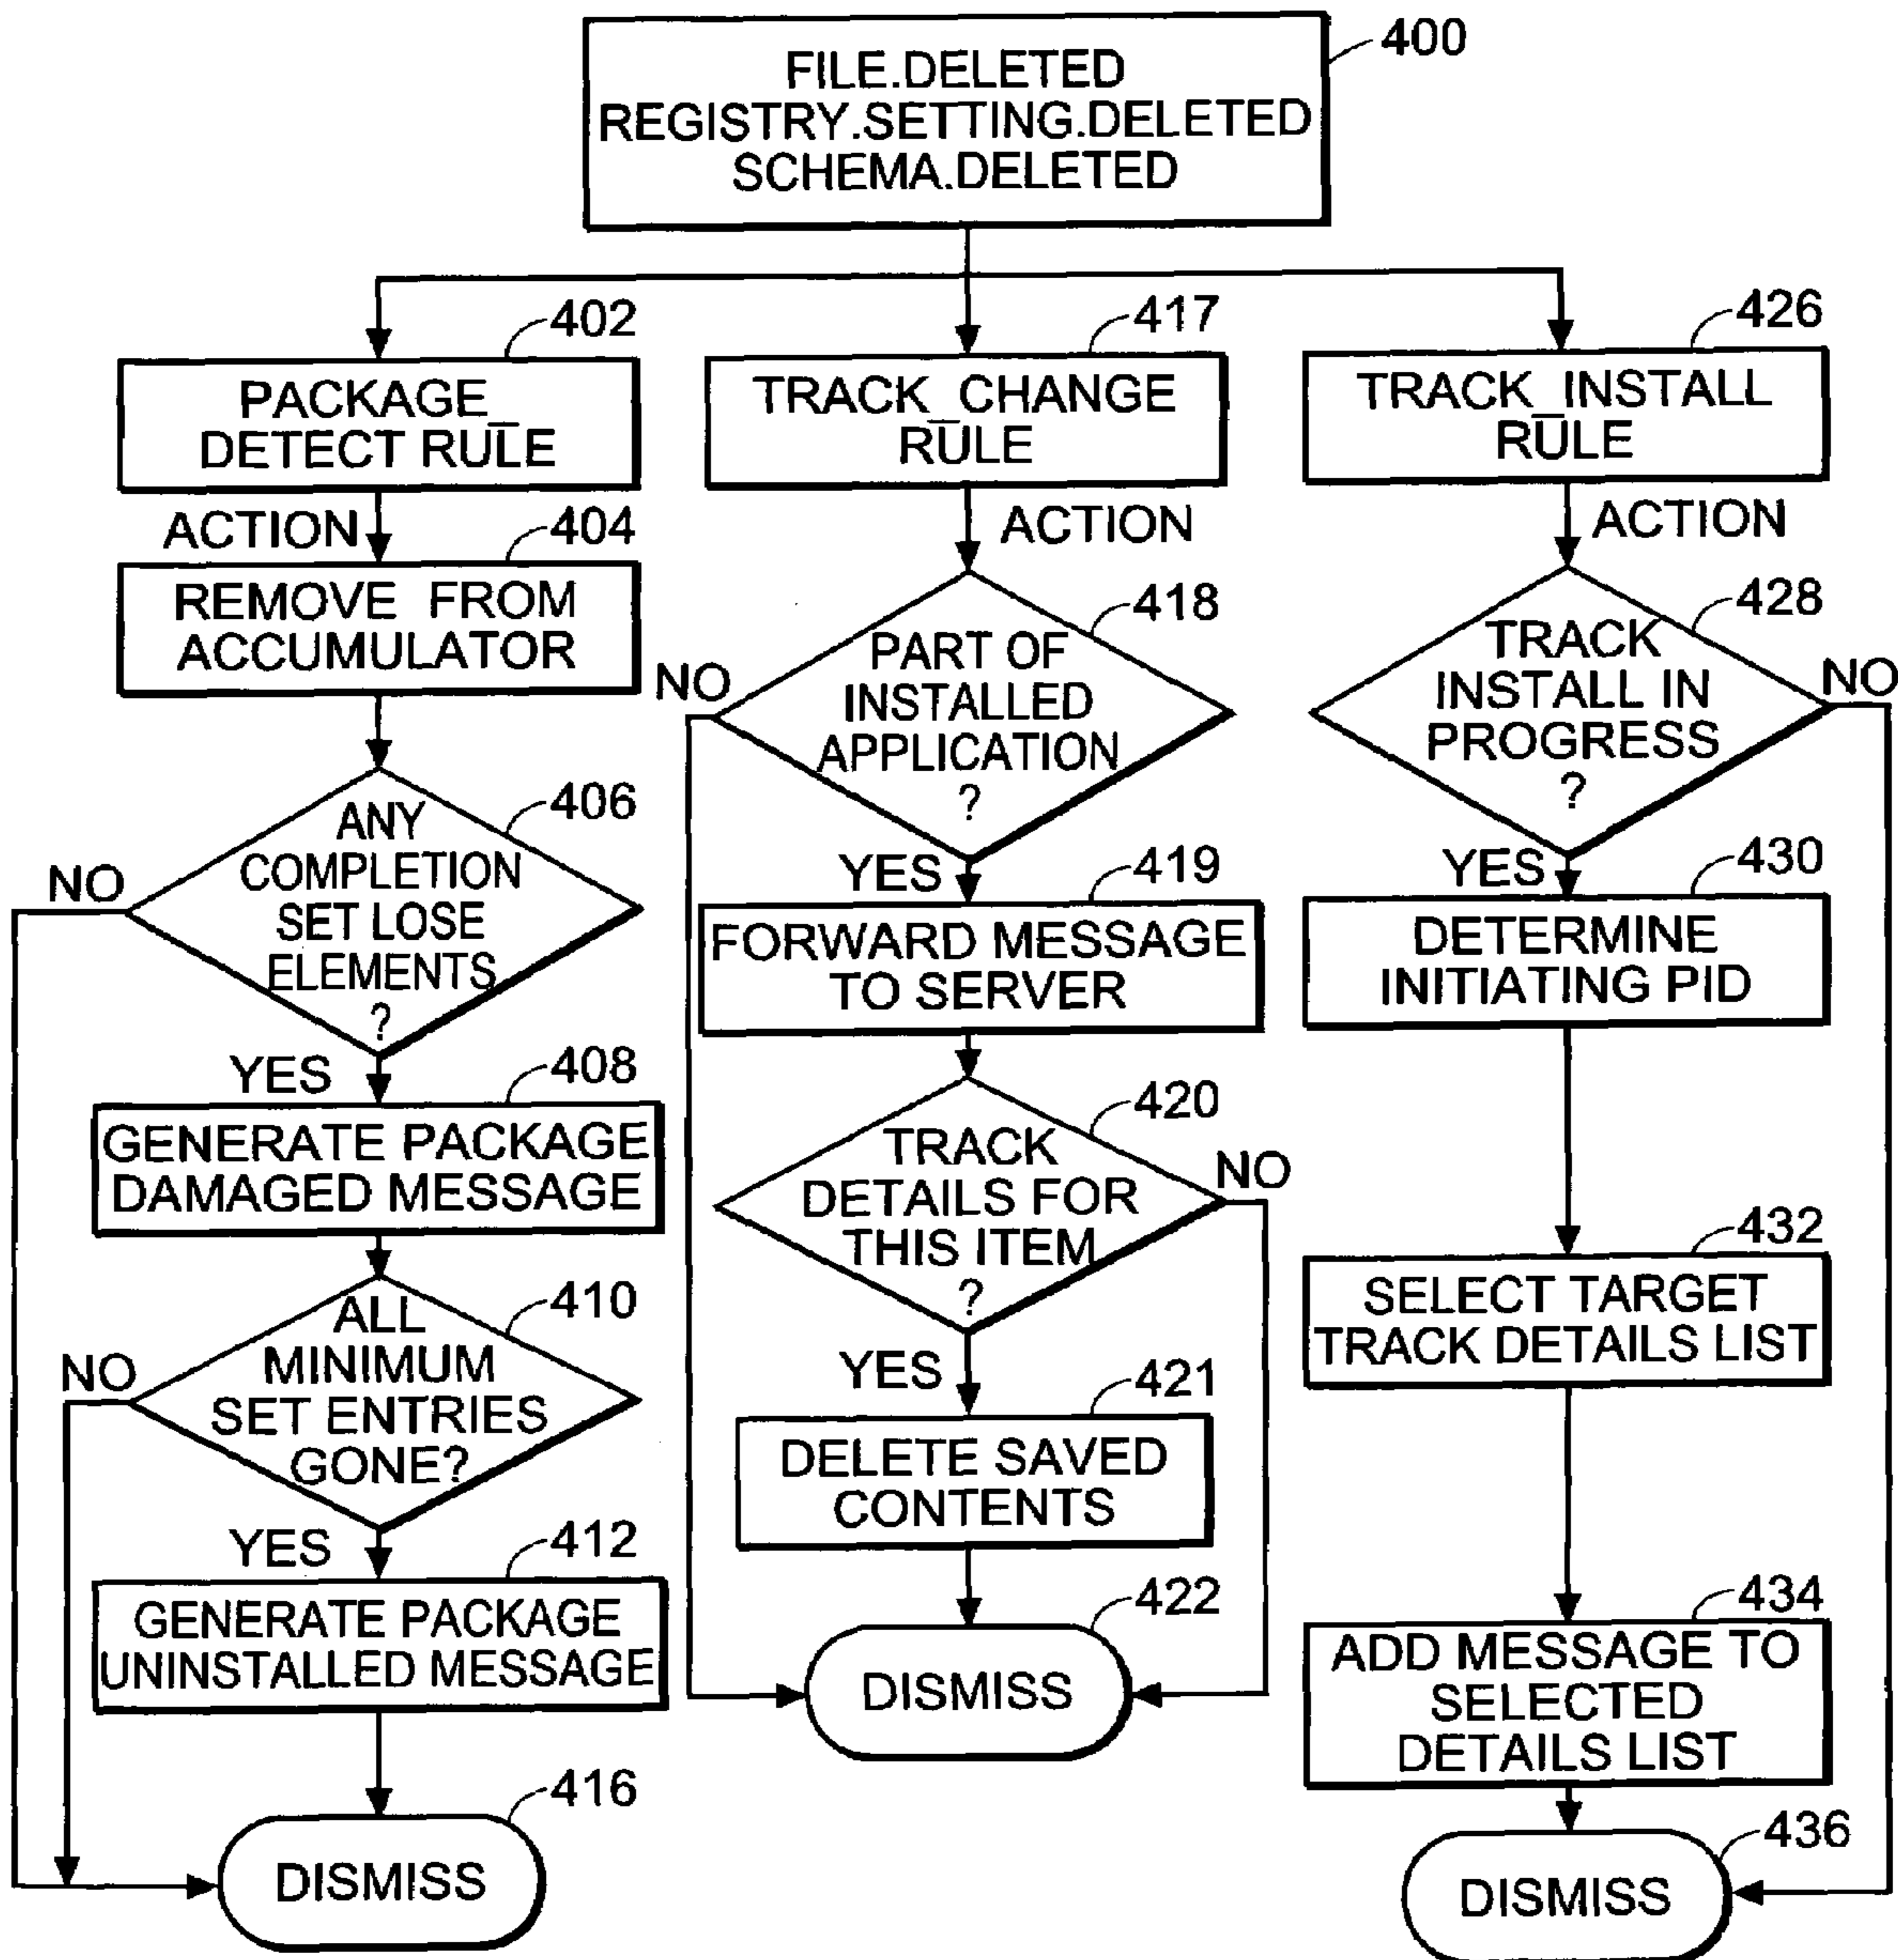 400
FILE.DELETED
REGISTRY.SETTING.DELETED
SCHEMA.DELETED
402
PACKAGE_
DETECT RULE
ACTION
404
REMOVE FROM
ACCUMULATOR
406
ANY
COMPLETION
SET LOSE
ELEMENTS
?
NO
YES
408
GENERATE PACKAGE
DAMAGED MESSAGE
410
ALL
MINIMUM
SET ENTRIES
GONE?
NO
YES
412
GENERATE PACKAGE
UNINSTALLED MESSAGE
416
DISMISS
417
TRACK_CHANGE
RULE
ACTION
418
PART OF
INSTALLED
APPLICATION
?
NO
YES
419
FORWARD MESSAGE
TO SERVER
420
TRACK
DETAILS FOR
THIS ITEM
?
NO
YES
421
DELETE SAVED
CONTENTS
422
DISMISS
426
TRACK_INSTALL
RULE
ACTION
428
TRACK
INSTALL IN
PROGRESS
?
NO
YES
430
DETERMINE
INITIATING PID
432
SELECT TARGET
TRACK DETAILS LIST
434
ADD MESSAGE TO
SELECTED
DETAILS LIST
436
DISMISS